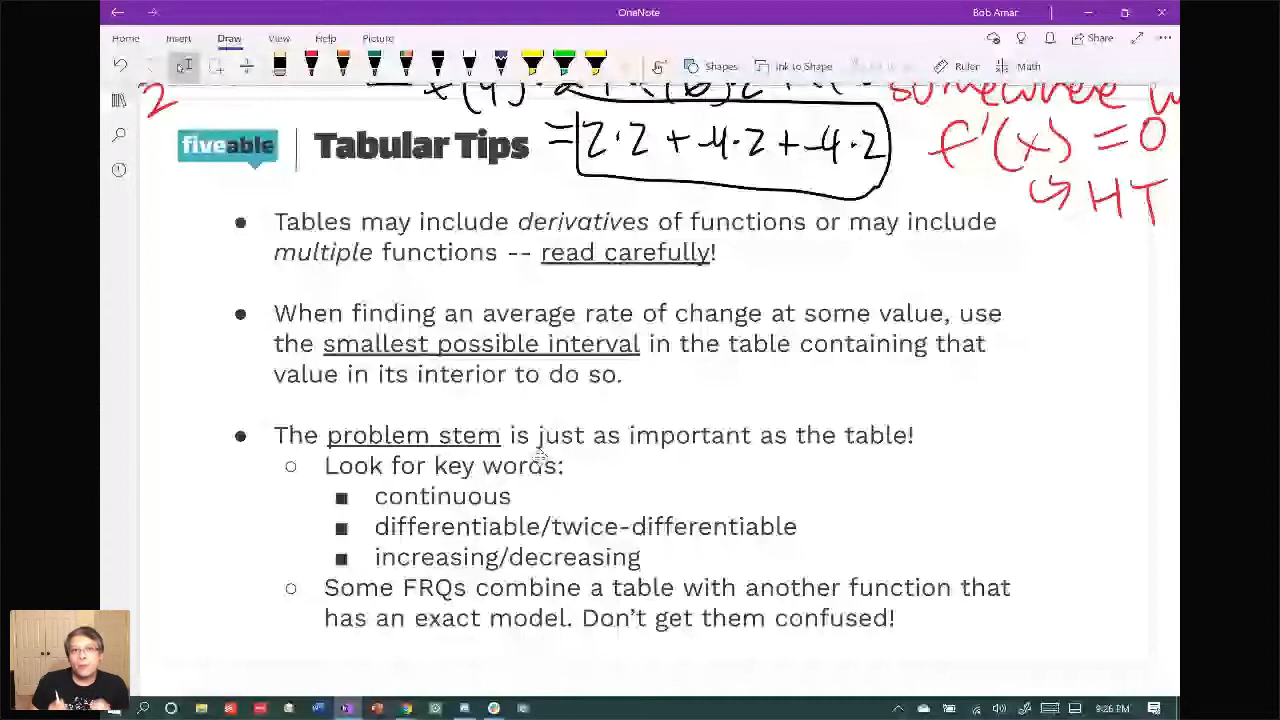 OneNote
Bob Amar
Home Insert Draw View Help Picture
Share
Shapes Ink to Shape Ruler Math
2
somewhere
fiveable Tabular Tips
= 2·2 + -4·2 + -4·2
f'(x) = 0
↳ HT
● Tables may include derivatives of functions or may include
multiple functions -- read carefully!
● When finding an average rate of change at some value, use
the smallest possible interval in the table containing that
value in its interior to do so.
● The problem stem is just as important as the table!
○ Look for key words:
■ continuous
■ differentiable/twice-differentiable
■ increasing/decreasing
○ Some FRQs combine a table with another function that
has an exact model. Don't get them confused!
9:26 PM